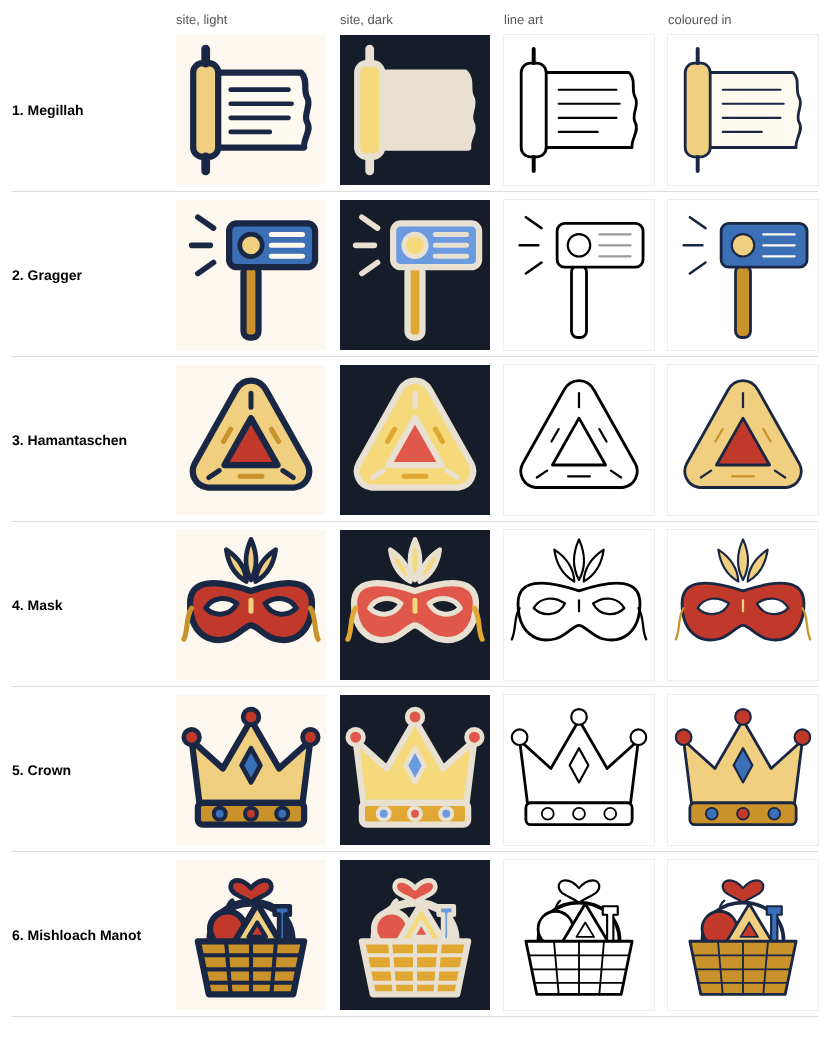 site, light
site, dark
line art
coloured in
1. Megillah
2. Gragger
3. Hamantaschen
4. Mask
5. Crown
6. Mishloach Manot